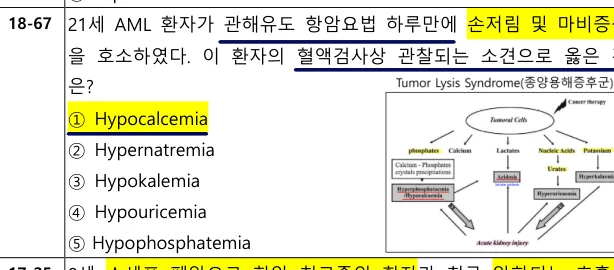 18-67 21세 AML 환자가 관해유도 항암요법 하루만에 손저림 및 마비증
을 호소하였다. 이 환자의 혈액검사상 관찰되는 소견으로 옳은
은?
Tumor Lysis Syndrome(종양용해증후군)
① Hypocalcemia
② Hypernatremia
③ Hypokalemia
④ Hypouricemia
⑤ Hypophosphatemia
Cancer therapy
Tumoral Cells
phosphates Calcium Lactates Nucleic Acids Potassium
Calcium - Phosphates
crystals precipitations
Urates
Hyperphosphatemia
/Hypocalcemia
Acidosis
Hyperuricemia
Hyperkalemia
Acute kidney injury